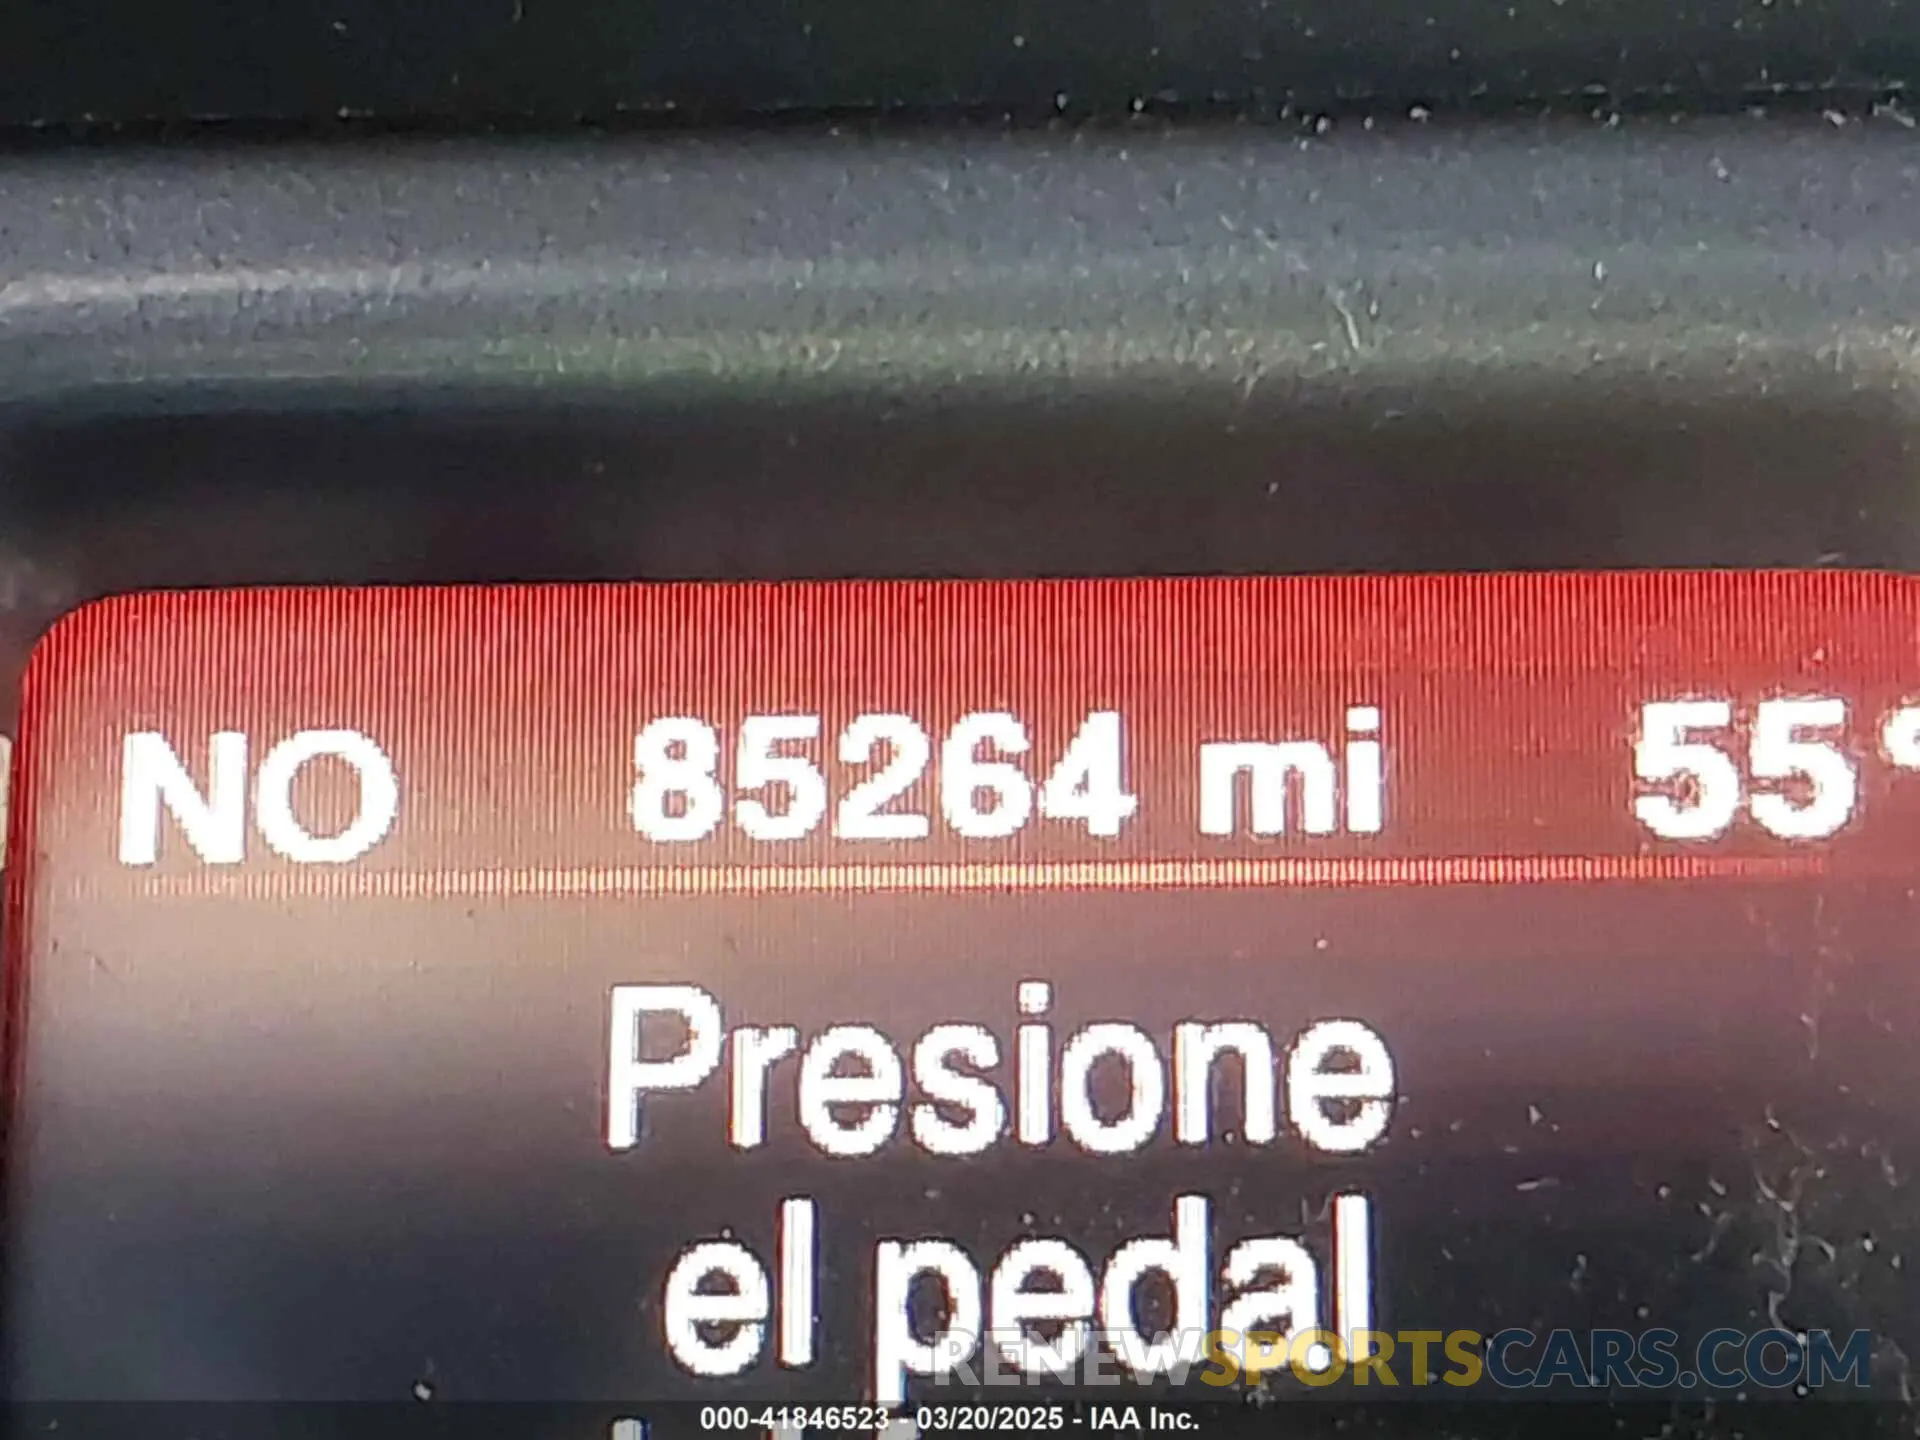 NO 85264 mi 55°
Presione
el pedal
RENEWSPORTSCARS.COM
000-41846523 - 03/20/2025 - IAA Inc.